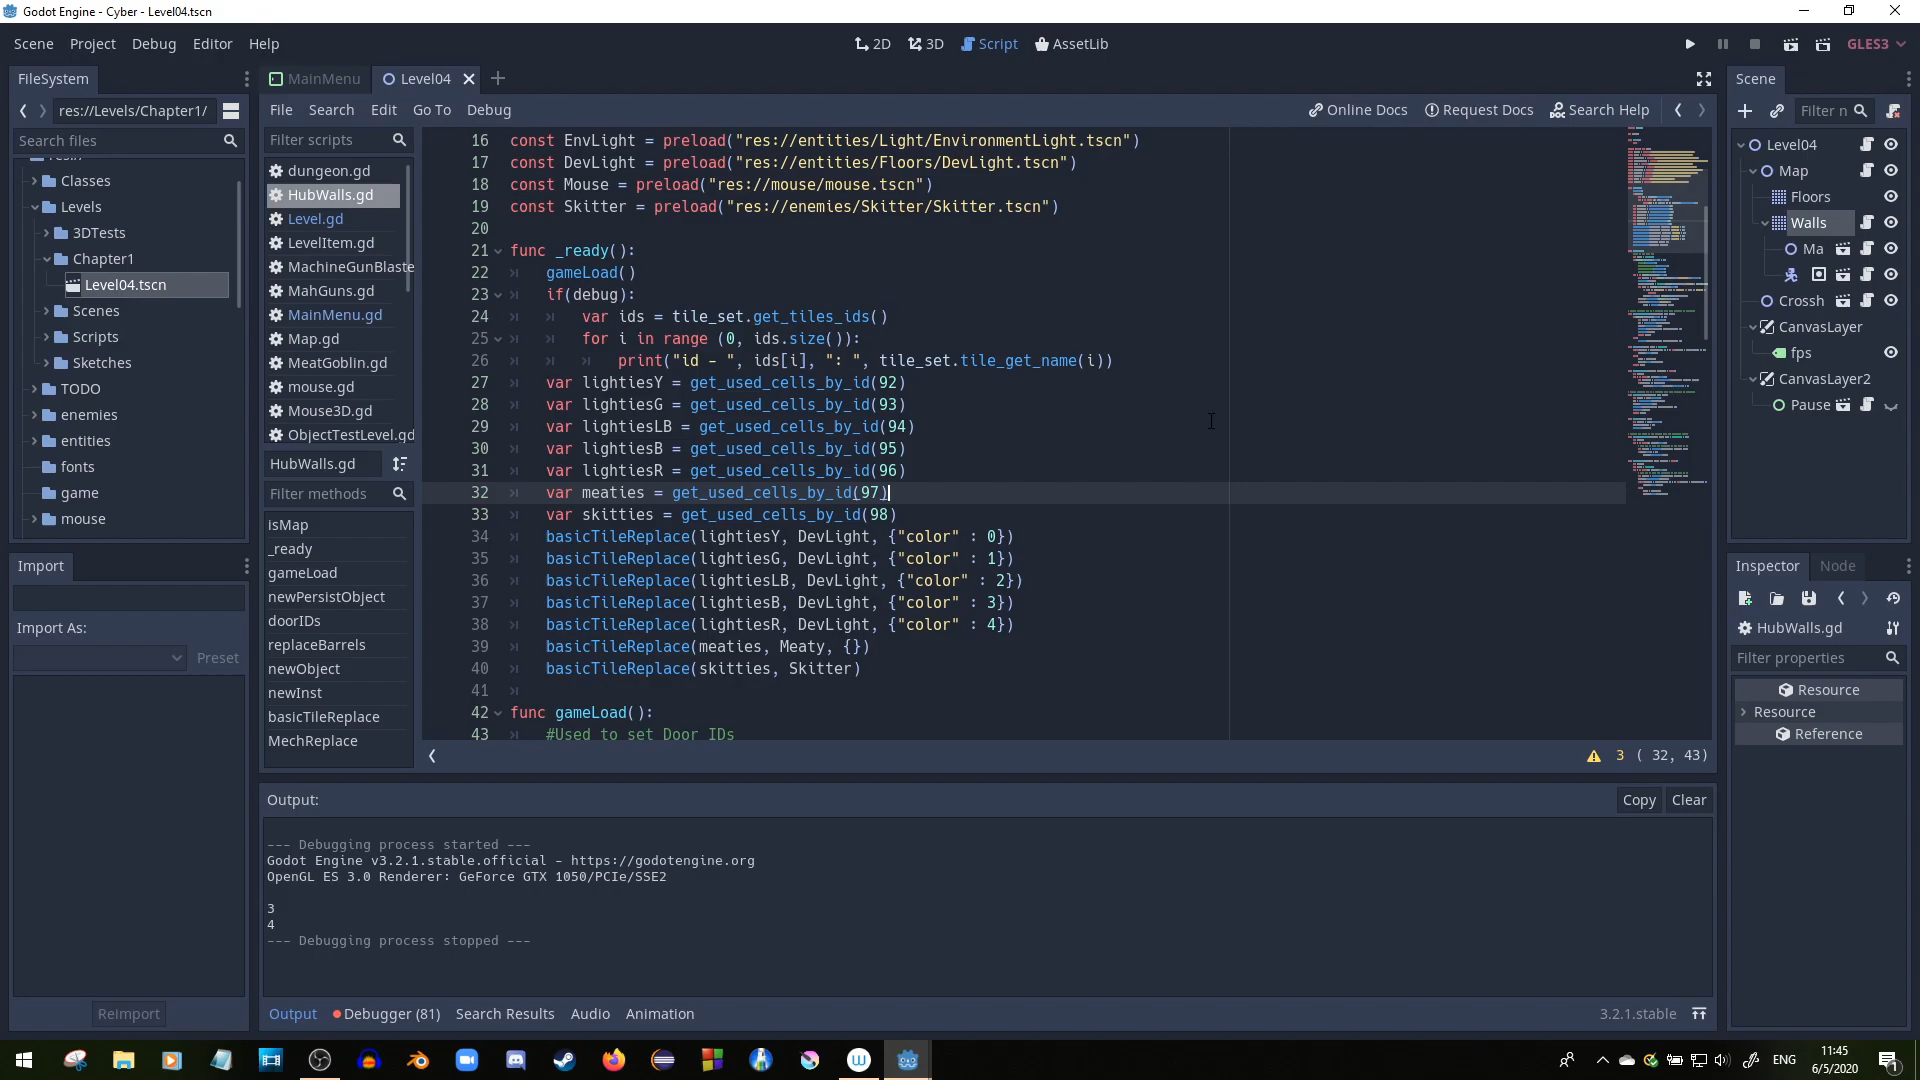 Godot Engine - Cyber - Level04.tscn
Scene Project Debug Editor Help
2D 3D Script AssetLib
GLES3
FileSystem
res://Levels/Chapter1/
Search files
Classes
Levels
3DTests
Chapter1
Level04.tscn
Scenes
Scripts
Sketches
TODO
enemies
entities
fonts
game
mouse
Import
Import As:
Preset
Reimport
MainMenu Level04
File Search Edit Go To Debug
Online Docs Request Docs Search Help
Filter scripts
dungeon.gd
HubWalls.gd
Level.gd
LevelItem.gd
MachineGunBlaste
MahGuns.gd
MainMenu.gd
Map.gd
MeatGoblin.gd
mouse.gd
Mouse3D.gd
ObjectTestLevel.gd
HubWalls.gd
Filter methods
isMap
_ready
gameLoad
newPersistObject
doorIDs
replaceBarrels
newObject
newInst
basicTileReplace
MechReplace
16 const EnvLight = preload("res://entities/Light/EnvironmentLight.tscn")
17 const DevLight = preload("res://entities/Floors/DevLight.tscn")
18 const Mouse = preload("res://mouse/mouse.tscn")
19 const Skitter = preload("res://enemies/Skitter/Skitter.tscn")
20
21 func _ready():
22 gameLoad()
23 if(debug):
24 var ids = tile_set.get_tiles_ids()
25 for i in range (0, ids.size()):
26 print("id - ", ids[i], ": ", tile_set.tile_get_name(i))
27 var lightiesY = get_used_cells_by_id(92)
28 var lightiesG = get_used_cells_by_id(93)
29 var lightiesLB = get_used_cells_by_id(94)
30 var lightiesB = get_used_cells_by_id(95)
31 var lightiesR = get_used_cells_by_id(96)
32 var meaties = get_used_cells_by_id(97)
33 var skitties = get_used_cells_by_id(98)
34 basicTileReplace(lightiesY, DevLight, {"color" : 0})
35 basicTileReplace(lightiesG, DevLight, {"color" : 1})
36 basicTileReplace(lightiesLB, DevLight, {"color" : 2})
37 basicTileReplace(lightiesB, DevLight, {"color" : 3})
38 basicTileReplace(lightiesR, DevLight, {"color" : 4})
39 basicTileReplace(meaties, Meaty, {})
40 basicTileReplace(skitties, Skitter)
41
42 func gameLoad():
43 #Used to set Door IDs
3 ( 32, 43)
Output:
Copy Clear
--- Debugging process started ---
Godot Engine v3.2.1.stable.official - https://godotengine.org
OpenGL ES 3.0 Renderer: GeForce GTX 1050/PCIe/SSE2
3
4
--- Debugging process stopped ---
Output Debugger (81) Search Results Audio Animation
3.2.1.stable
Scene
Filter n
Level04
Map
Floors
Walls
Ma
Crossh
CanvasLayer
fps
CanvasLayer2
Pause
Inspector Node
HubWalls.gd
Filter properties
Resource
Resource
Reference
ENG
11:45
6/5/2020
1